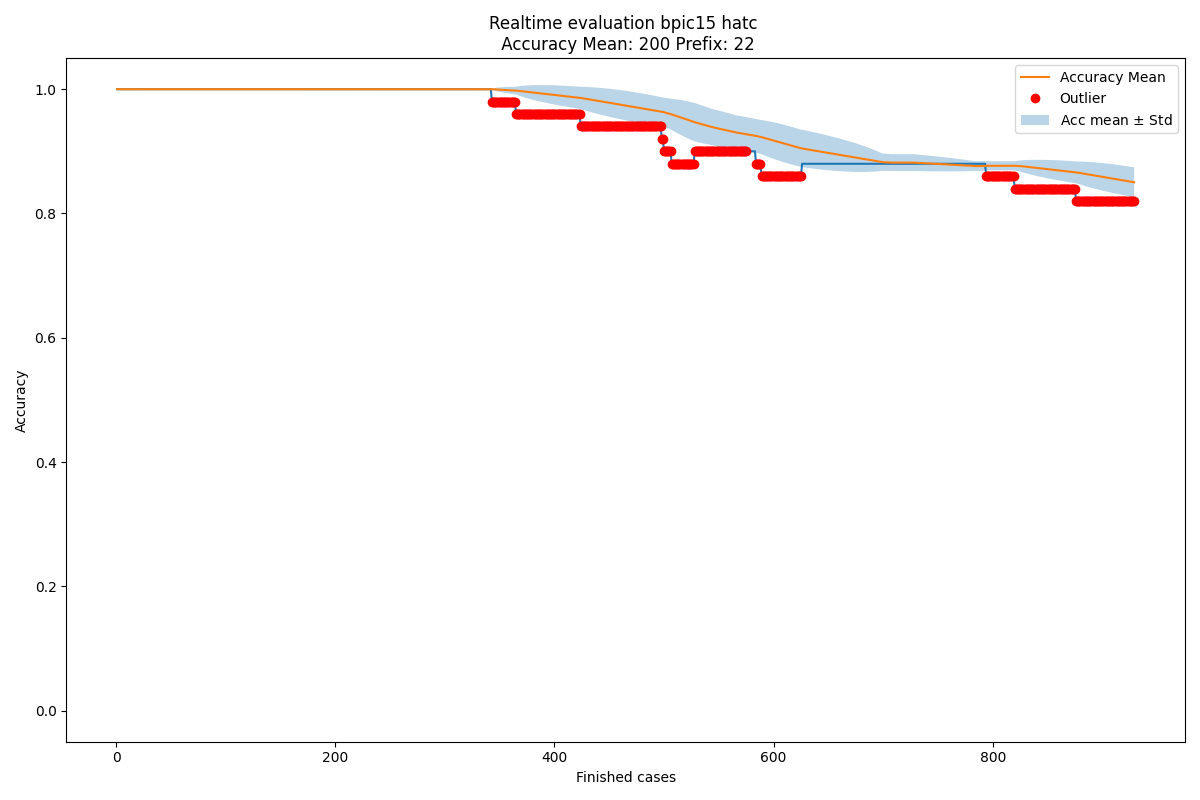 Realtime evaluation bpic15 hatc
Accuracy Mean: 200 Prefix: 22
Accuracy Mean
Outlier
Acc mean ± Std
1.0
0.8
0.6
0.4
0.2
0.0
Accuracy
0
200
400
600
800
Finished cases